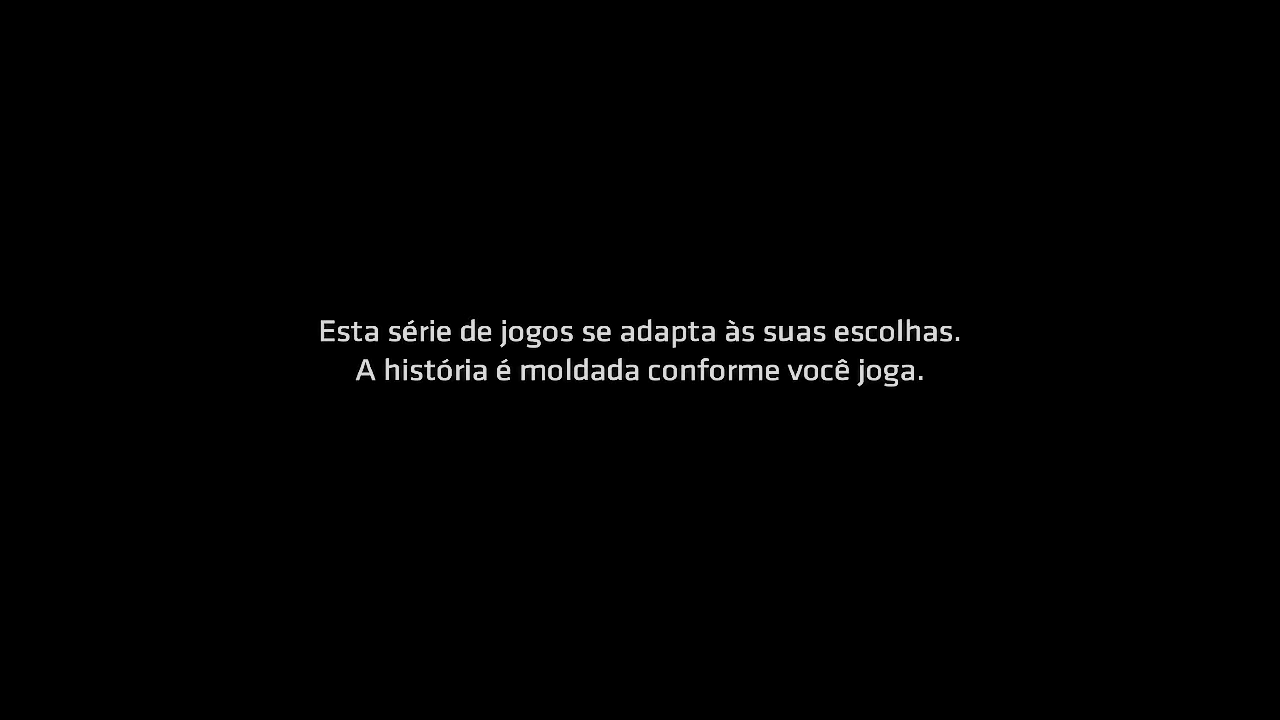 Esta série de jogos se adapta às suas escolhas.
A história é moldada conforme você joga.